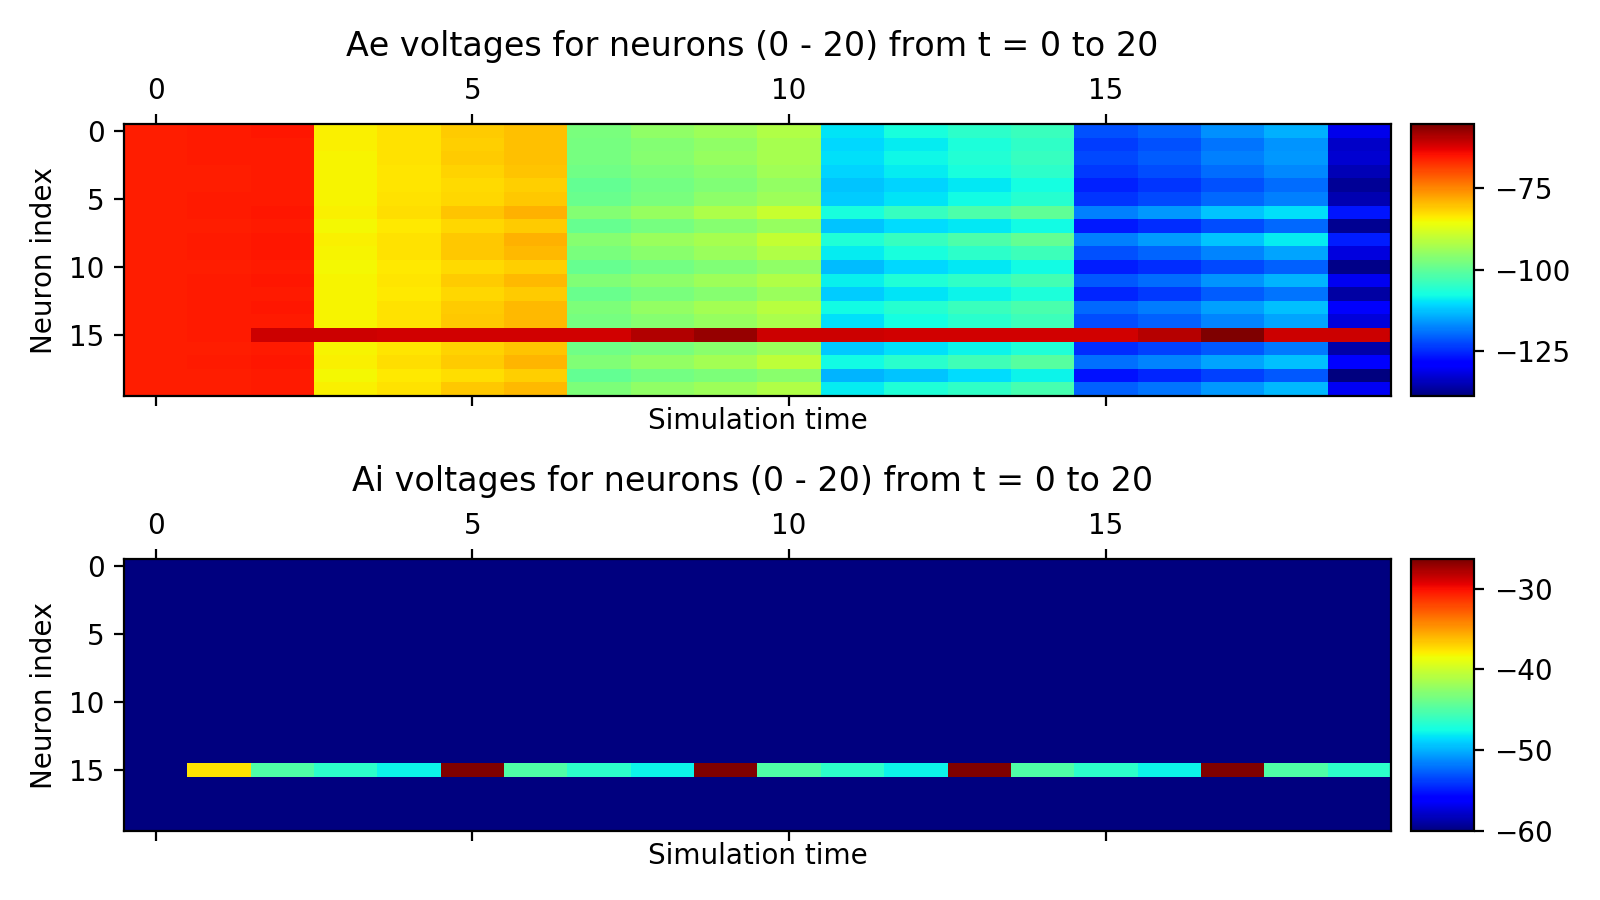 Ae voltages for neurons (0 - 20) from t = 0 to 20
0 5 10 15
Neuron index
0
5
10
15
−75
−100
−125
Simulation time
Ai voltages for neurons (0 - 20) from t = 0 to 20
0 5 10 15
Neuron index
0
5
10
15
−30
−40
−50
−60
Simulation time